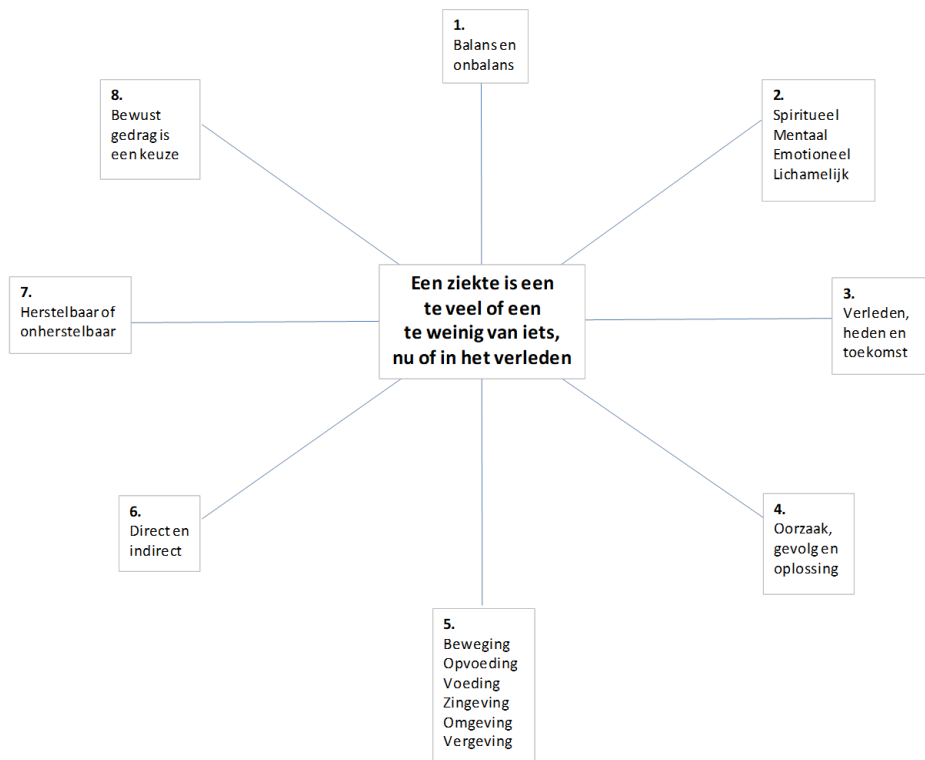 1.
Balans en
onbalans
2.
Spiritueel
Mentaal
Emotioneel
Lichamelijk
3.
Verleden,
heden en
toekomst
4.
Oorzaak,
gevolg en
oplossing
5.
Beweging
Opvoeding
Voeding
Zingeving
Omgeving
Vergeving
6.
Direct en
indirect
7.
Herstelbaar of
onherstelbaar
8.
Bewust
gedrag is
een keuze
Een ziekte is een
te veel of een
te weinig van iets,
nu of in het verleden